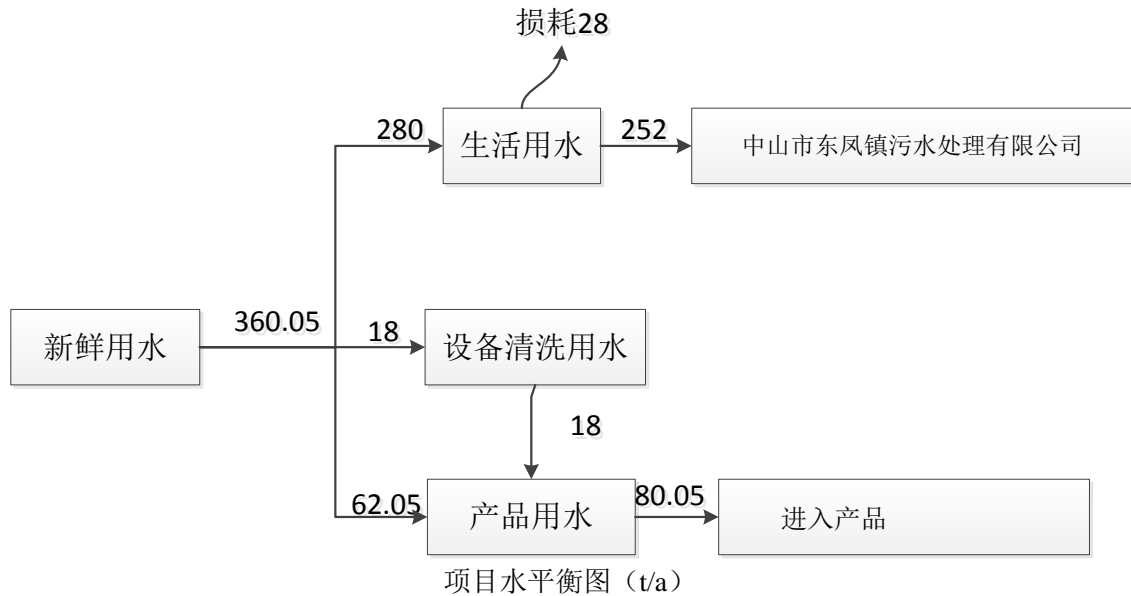 损耗28
280
生活用水
252
中山市东凤镇污水处理有限公司
新鲜用水
360.05
18
设备清洗用水
18
62.05
产品用水
80.05
进入产品
项目水平衡图（t/a）